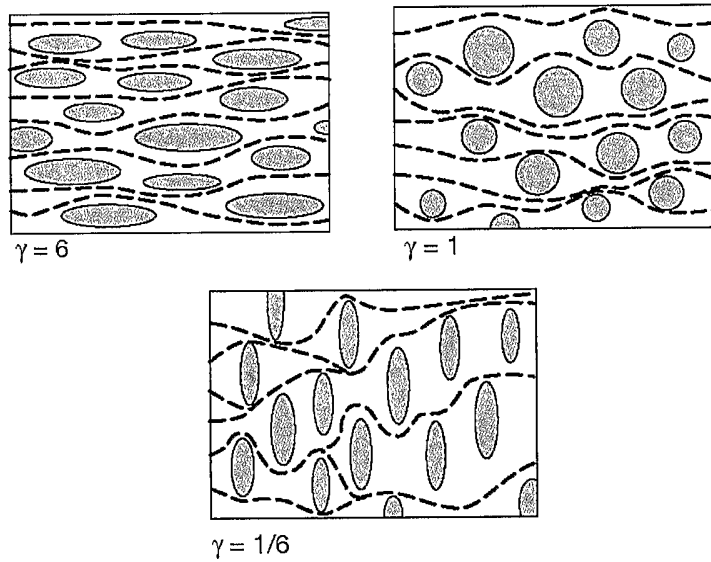 γ = 6
γ = 1
γ = 1/6